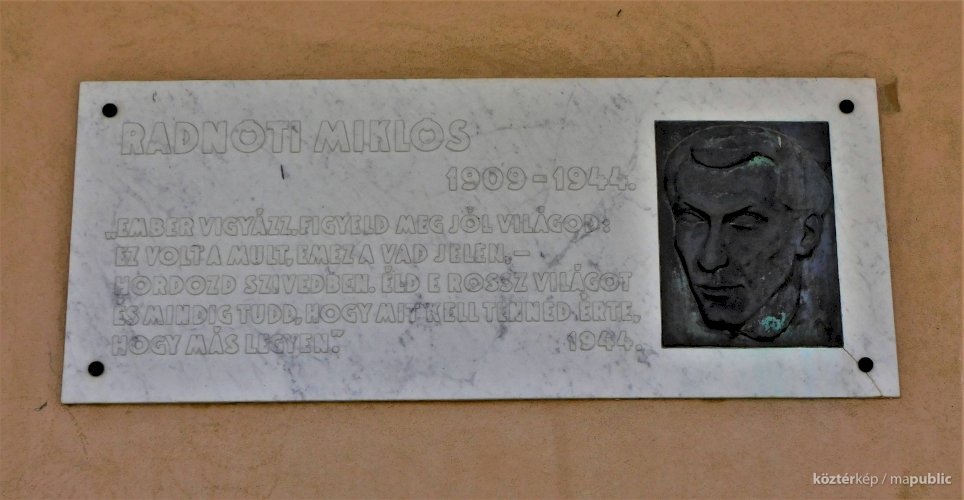 RADNÓTI MIKLÓS
1909-1944.
„EMBER VIGYÁZZ, FIGYELD MEG JÓL VILÁGOD:
EZ VOLT A MULT, EMEZ A VAD JELEN, –
HORDOZD SZIVEDBEN. ÉLD E ROSSZ VILÁGOT
ÉS MINDIG TUDD, HOGY MIT KELL TENNED ÉRTE,
HOGY MÁS LEGYEN.” 1944.
köztérkép / mapublic